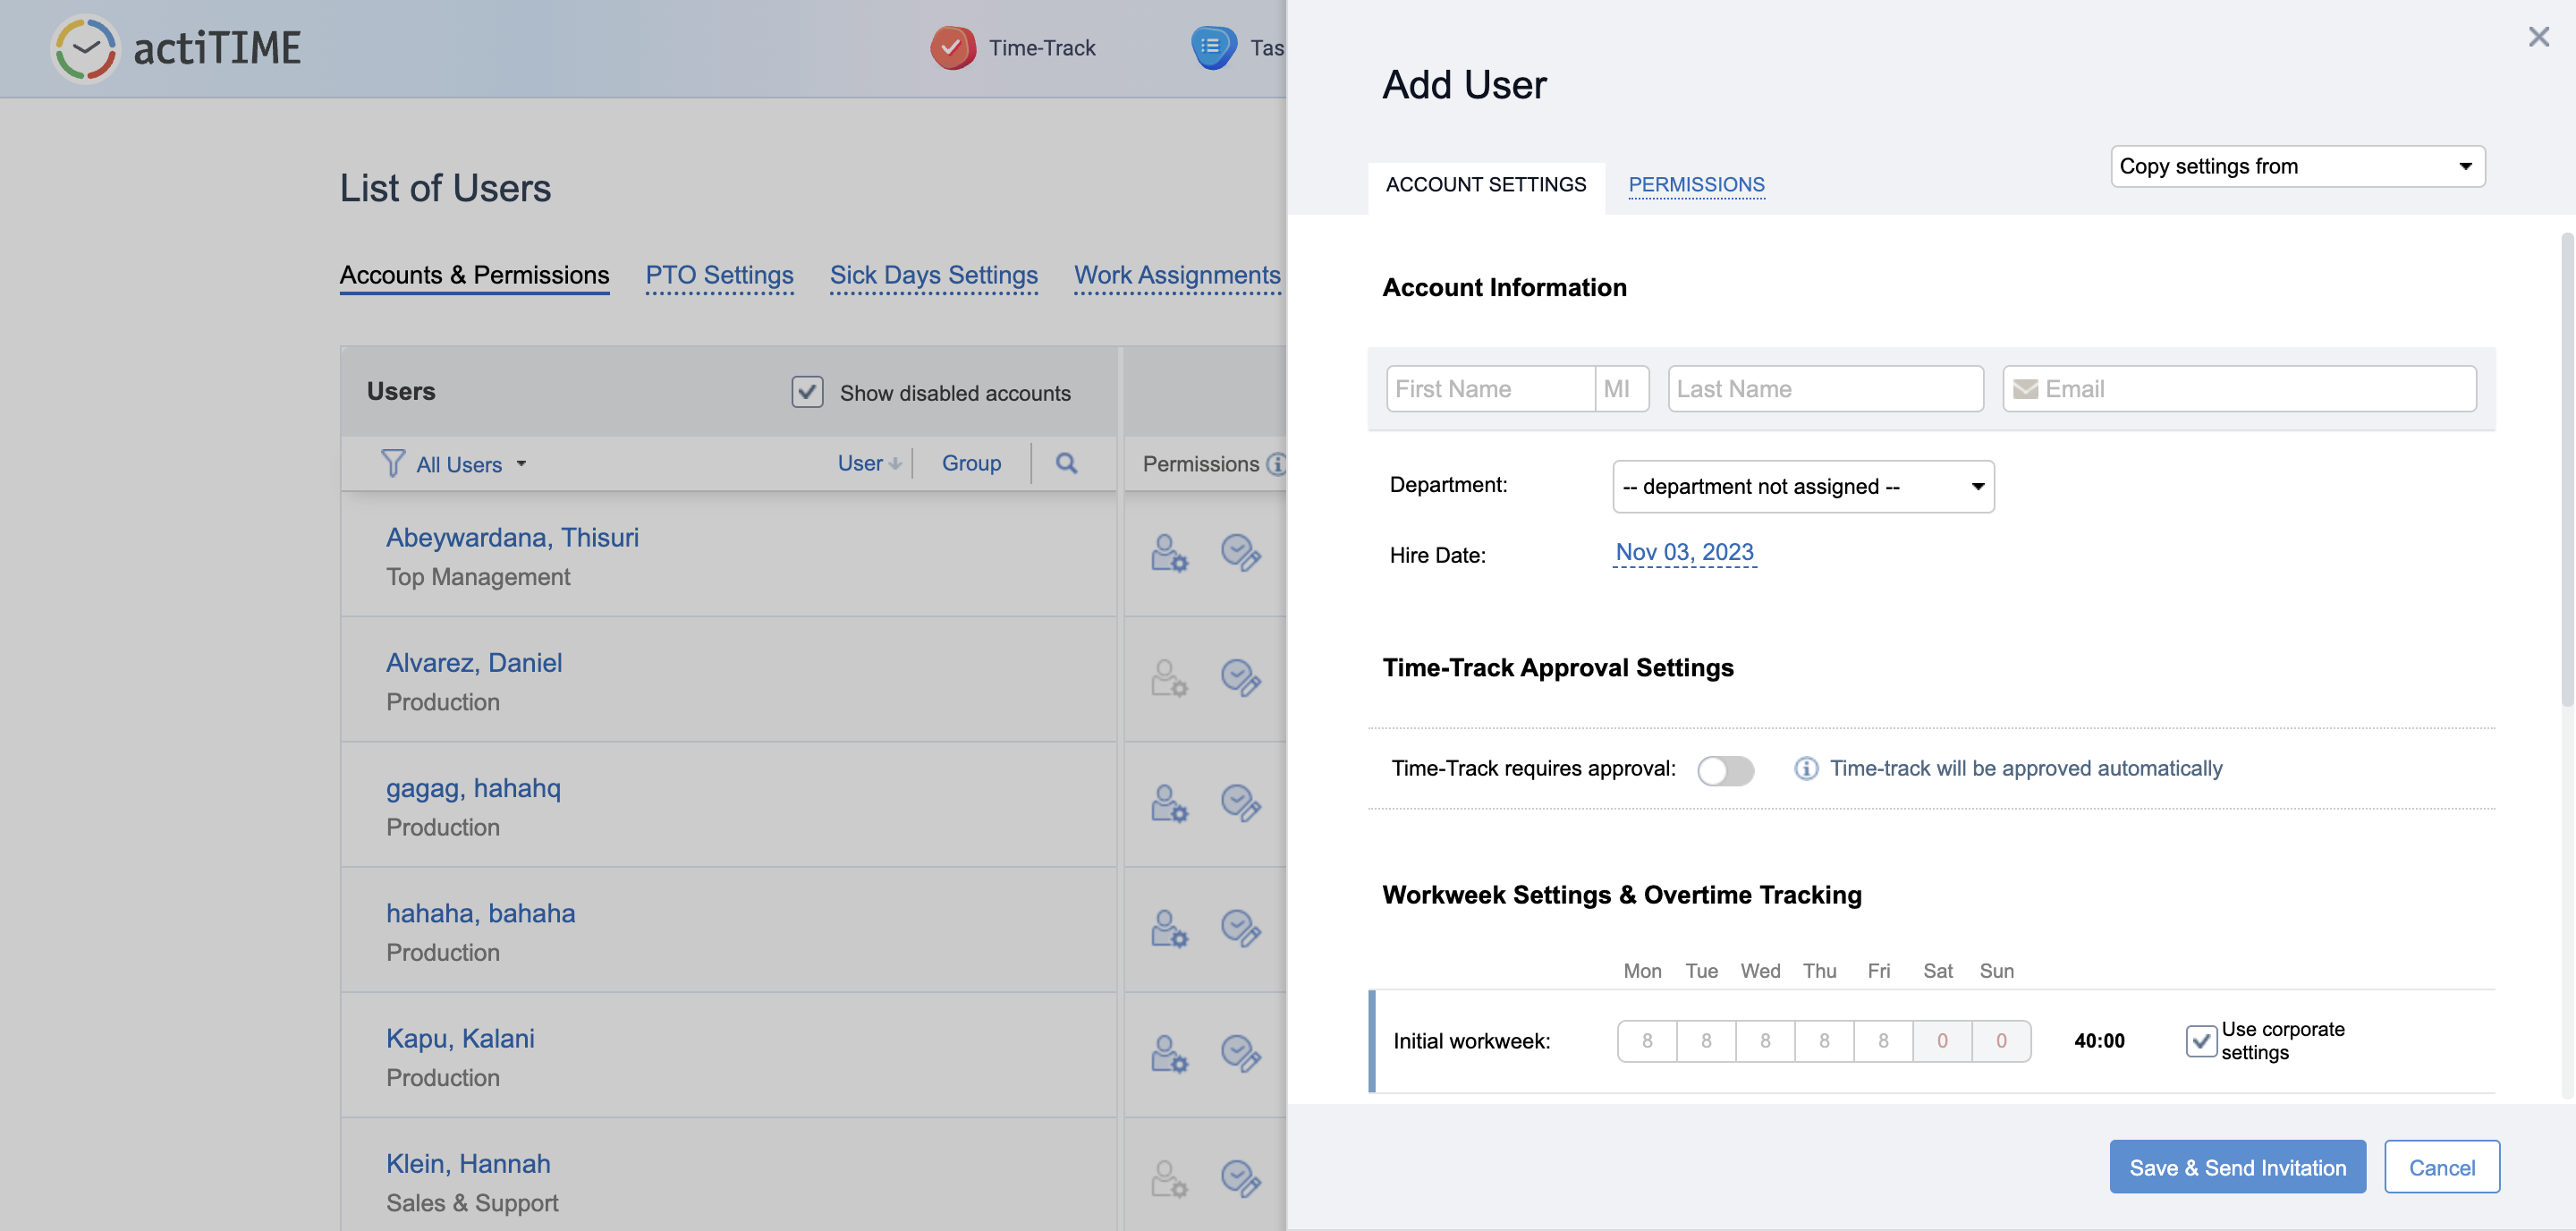 actiTIME
Time-Track
Tas
List of Users
Accounts & Permissions
PTO Settings
Sick Days Settings
Work Assignments
Users
Show disabled accounts
All Users
User
Group
Permissions
Abeywardana, Thisuri
Top Management
Alvarez, Daniel
Production
gagag, hahahq
Production
hahaha, bahaha
Production
Kapu, Kalani
Production
Klein, Hannah
Sales & Support
Add User
ACCOUNT SETTINGS
PERMISSIONS
Copy settings from
Account Information
First Name
MI
Last Name
Email
Department:
-- department not assigned --
Hire Date:
Nov 03, 2023
Time-Track Approval Settings
Time-Track requires approval:
Time-track will be approved automatically
Workweek Settings & Overtime Tracking
Mon Tue Wed Thu Fri Sat Sun
Initial workweek:
8 8 8 8 8 0 0
40:00
Use corporate
settings
Save & Send Invitation
Cancel